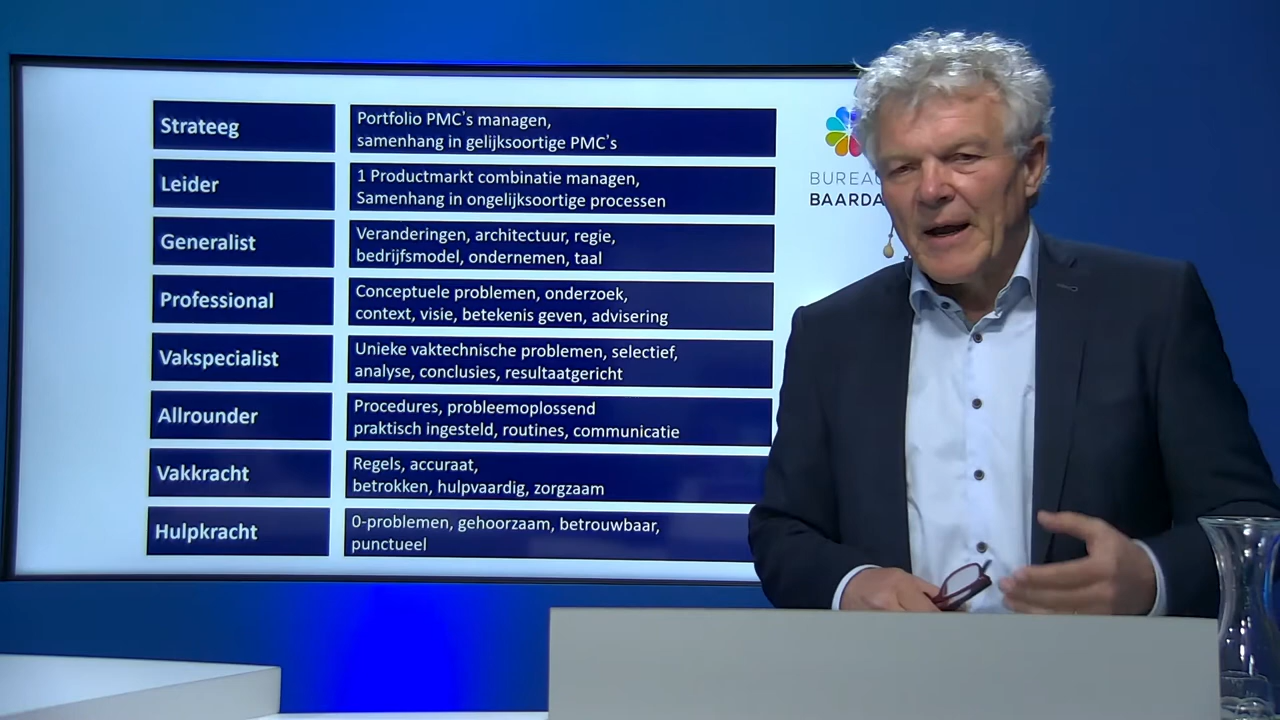 Strateeg
Portfolio PMC's managen,
samenhang in gelijksoortige PMC's
Leider
1 Productmarkt combinatie managen,
Samenhang in ongelijksoortige processen
Generalist
Veranderingen, architectuur, regie,
bedrijfsmodel, ondernemen, taal
Professional
Conceptuele problemen, onderzoek,
context, visie, betekenis geven, advisering
Vakspecialist
Unieke vaktechnische problemen, selectief,
analyse, conclusies, resultaatgericht
Allrounder
Procedures, probleemoplossend
praktisch ingesteld, routines, communicatie
Vakkracht
Regels, accuraat,
betrokken, hulpvaardig, zorgzaam
Hulpkracht
0-problemen, gehoorzaam, betrouwbaar,
punctueel
BUREAU
BAARDA